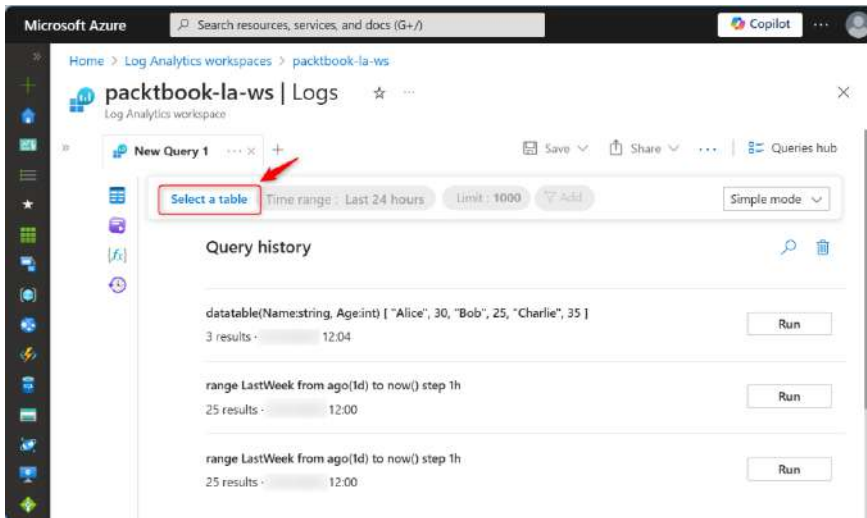 Microsoft Azure
Search resources, services, and docs (G+/)
Copilot
Home > Log Analytics workspaces > packtbook-la-ws
packtbook-la-ws | Logs
Log Analytics workspace
New Query 1
Save
Share
Queries hub
Select a table
Time range : Last 24 hours
Limit : 1000
Add
Simple mode
Query history
datatable(Name:string, Age:int) [ "Alice", 30, "Bob", 25, "Charlie", 35 ]
3 results · 12:04
Run
range LastWeek from ago(1d) to now() step 1h
25 results · 12:00
Run
range LastWeek from ago(1d) to now() step 1h
25 results · 12:00
Run